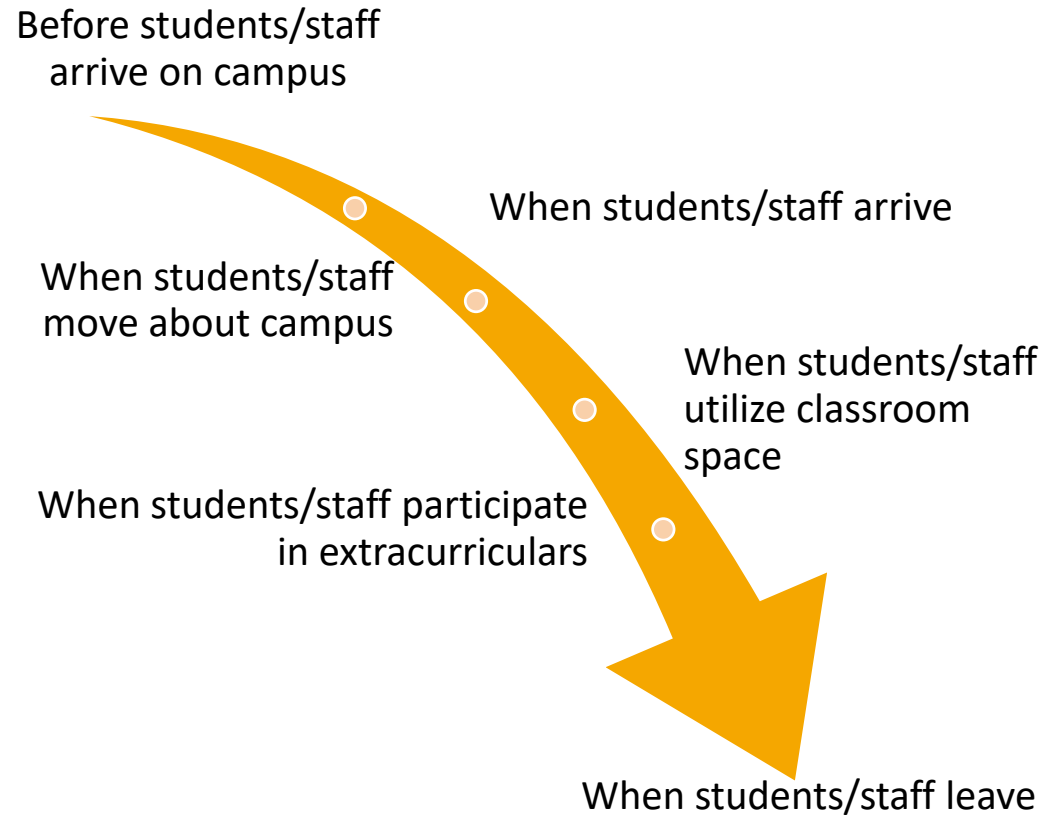 Before students/staff
arrive on campus
When students/staff arrive
When students/staff
move about campus
When students/staff
utilize classroom
space
When students/staff participate
in extracurriculars
When students/staff leave